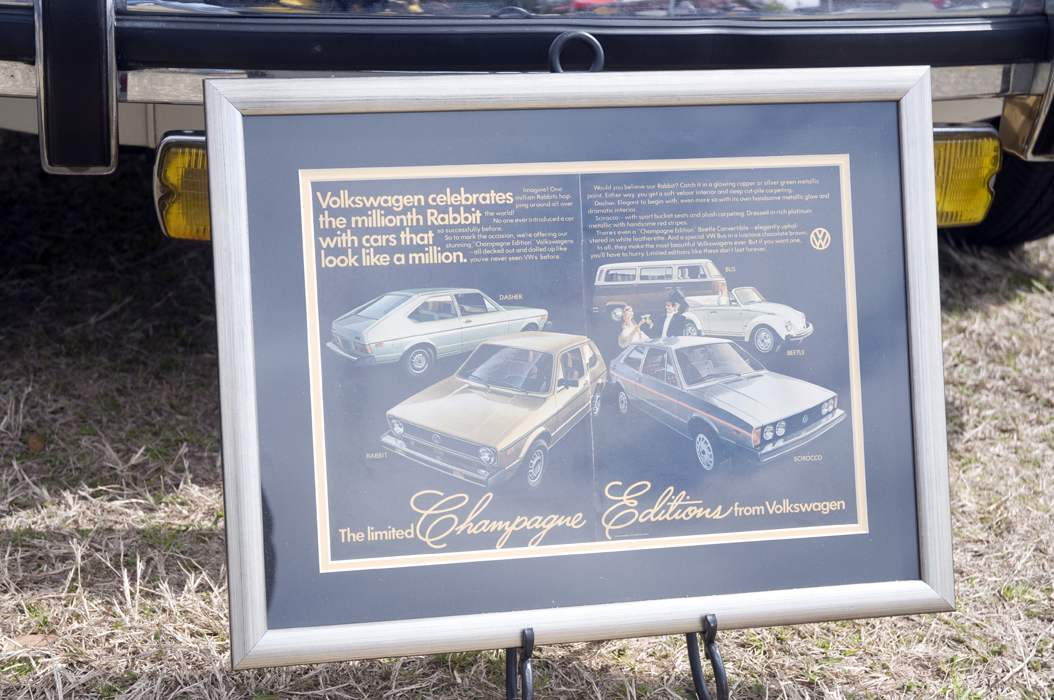 Volkswagen celebrates
the millionth Rabbit
with cars that
look like a million.
Imagine! One
million Rabbits hop-
ping around all over
the world!
No one ever introduced a car
so successfully before.
So to mark the occasion, we're offering our
stunning "Champagne Edition" Volkswagens
—all decked out and dolled up like
you've never seen VWs before.
Would you believe our Rabbit? Catch it in a glowing copper or silver green metallic
paint. Either way, you get a soft velour interior and deep cut-pile carpeting.
Dasher. Elegant to begin with, even more so with its own handsome metallic glow and
dramatic interior.
Scirocco—with sport bucket seats and plush carpeting. Dressed in rich platinum
metallic with handsome red stripes.
There's even a "Champagne Edition" Beetle Convertible—elegantly uphol-
stered in white leatherette. And a special VW Bus in a luscious chocolate brown.
In all, they make the most beautiful Volkswagens ever. But if you want one,
you'll have to hurry. Limited editions like these don't last forever.
DASHER
BUS
BEETLE
RABBIT
SCIROCCO
The limited Champagne Editions from Volkswagen